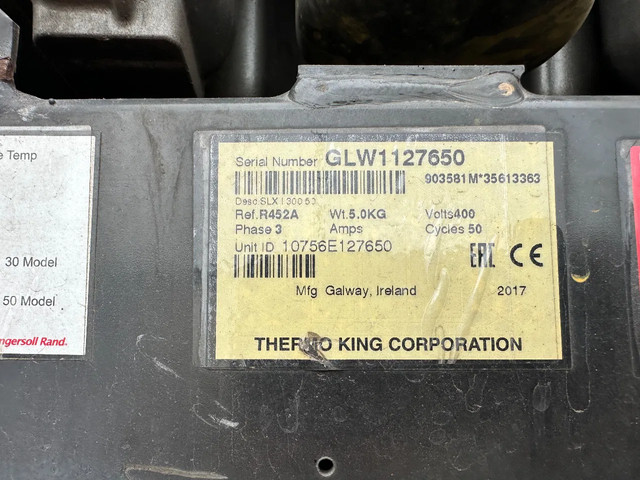 e Temp
30 Model
50 Model
ngersoll Rand.
Serial Number GLW1127650
903581M*35613363
Desc SLX I 300 50
Ref.R452A Wt.5.0KG Volts400
Phase 3 Amps Cycles 50
Unit ID 10756E127650
EAC CE
Mfg Galway, Ireland 2017
THERMO KING CORPORATION